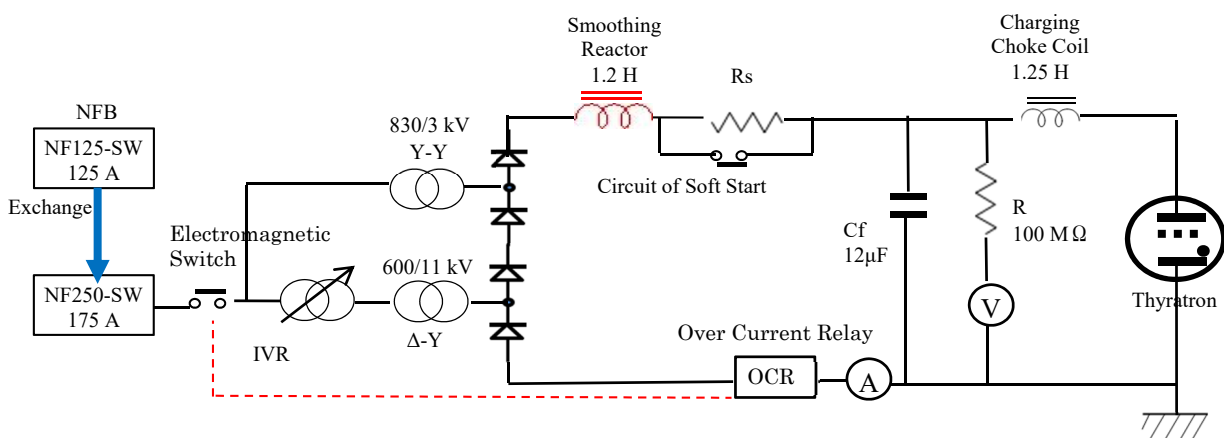 Smoothing
Reactor
1.2 H
Rs
Charging
Choke Coil
1.25 H
NFB
NF125-SW
125 A
Exchange
NF250-SW
175 A
Electromagnetic
Switch
830/3 kV
Y-Y
Circuit of Soft Start
IVR
600/11 kV
Δ-Y
Cf
12μF
R
100 MΩ
V
Thyratron
Over Current Relay
OCR
A